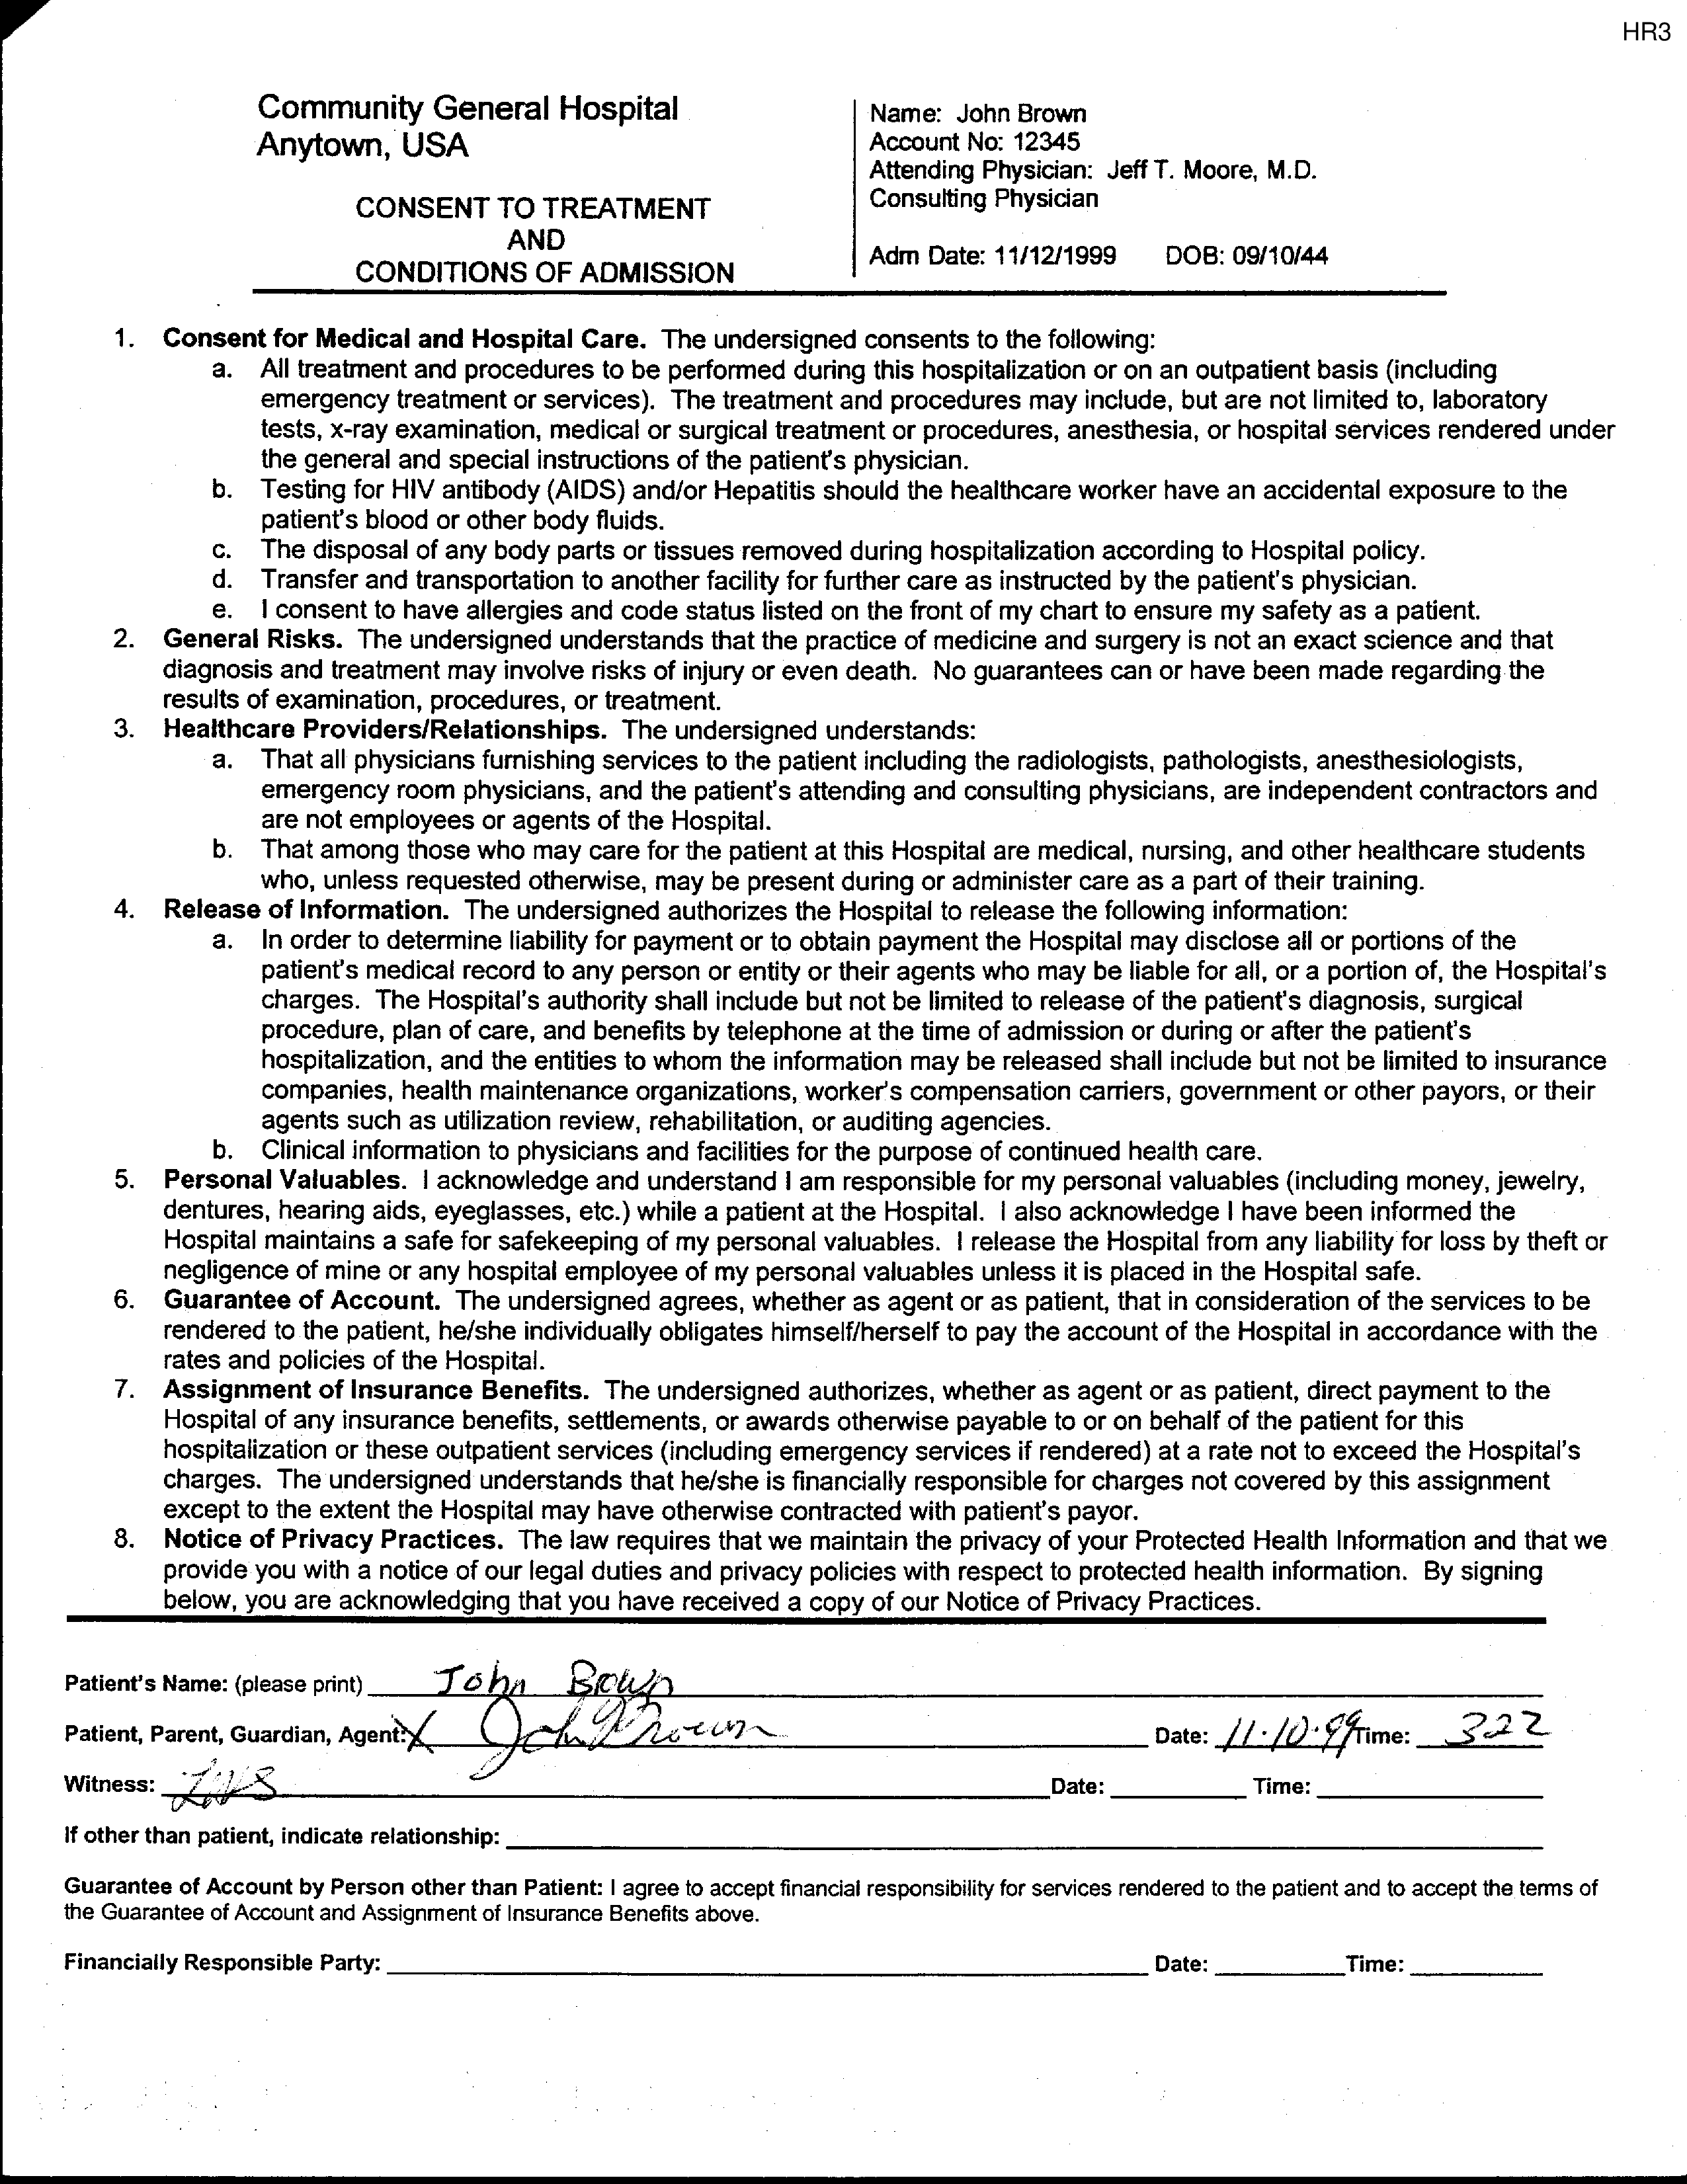 HR3
Community General Hospital
Anytown, USA
CONSENT TO TREATMENT
AND
CONDITIONS OF ADMISSION
Name: John Brown
Account No: 12345
Attending Physician: Jeff T. Moore, M.D.
Consulting Physician
Adm Date: 11/12/1999 DOB: 09/10/44
1. Consent for Medical and Hospital Care. The undersigned consents to the following:
a. All treatment and procedures to be performed during this hospitalization or on an outpatient basis (including
emergency treatment or services). The treatment and procedures may include, but are not limited to, laboratory
tests, x-ray examination, medical or surgical treatment or procedures, anesthesia, or hospital services rendered under
the general and special instructions of the patient's physician.
b. Testing for HIV antibody (AIDS) and/or Hepatitis should the healthcare worker have an accidental exposure to the
patient's blood or other body fluids.
c. The disposal of any body parts or tissues removed during hospitalization according to Hospital policy.
d. Transfer and transportation to another facility for further care as instructed by the patient's physician.
e. I consent to have allergies and code status listed on the front of my chart to ensure my safety as a patient.
2. General Risks. The undersigned understands that the practice of medicine and surgery is not an exact science and that
diagnosis and treatment may involve risks of injury or even death. No guarantees can or have been made regarding the
results of examination, procedures, or treatment.
3. Healthcare Providers/Relationships. The undersigned understands:
a. That all physicians furnishing services to the patient including the radiologists, pathologists, anesthesiologists,
emergency room physicians, and the patient's attending and consulting physicians, are independent contractors and
are not employees or agents of the Hospital.
b. That among those who may care for the patient at this Hospital are medical, nursing, and other healthcare students
who, unless requested otherwise, may be present during or administer care as a part of their training.
4. Release of Information. The undersigned authorizes the Hospital to release the following information:
a. In order to determine liability for payment or to obtain payment the Hospital may disclose all or portions of the
patient's medical record to any person or entity or their agents who may be liable for all, or a portion of, the Hospital's
charges. The Hospital's authority shall include but not be limited to release of the patient's diagnosis, surgical
procedure, plan of care, and benefits by telephone at the time of admission or during or after the patient's
hospitalization, and the entities to whom the information may be released shall include but not be limited to insurance
companies, health maintenance organizations, worker's compensation carriers, government or other payors, or their
agents such as utilization review, rehabilitation, or auditing agencies.
b. Clinical information to physicians and facilities for the purpose of continued health care.
5. Personal Valuables. I acknowledge and understand I am responsible for my personal valuables (including money, jewelry,
dentures, hearing aids, eyeglasses, etc.) while a patient at the Hospital. I also acknowledge I have been informed the
Hospital maintains a safe for safekeeping of my personal valuables. I release the Hospital from any liability for loss by theft or
negligence of mine or any hospital employee of my personal valuables unless it is placed in the Hospital safe.
6. Guarantee of Account. The undersigned agrees, whether as agent or as patient, that in consideration of the services to be
rendered to the patient, he/she individually obligates himself/herself to pay the account of the Hospital in accordance with the
rates and policies of the Hospital.
7. Assignment of Insurance Benefits. The undersigned authorizes, whether as agent or as patient, direct payment to the
Hospital of any insurance benefits, settlements, or awards otherwise payable to or on behalf of the patient for this
hospitalization or these outpatient services (including emergency services if rendered) at a rate not to exceed the Hospital's
charges. The undersigned understands that he/she is financially responsible for charges not covered by this assignment
except to the extent the Hospital may have otherwise contracted with patient's payor.
8. Notice of Privacy Practices. The law requires that we maintain the privacy of your Protected Health Information and that we
provide you with a notice of our legal duties and privacy policies with respect to protected health information. By signing
below, you are acknowledging that you have received a copy of our Notice of Privacy Practices.
Patient's Name: (please print) John Brown
Patient, Parent, Guardian, Agent: X John Brown Date: 11.10.99 Time: 322
Witness: Date: Time:
If other than patient, indicate relationship:
Guarantee of Account by Person other than Patient: I agree to accept financial responsibility for services rendered to the patient and to accept the terms of
the Guarantee of Account and Assignment of Insurance Benefits above.
Financially Responsible Party: Date: Time: